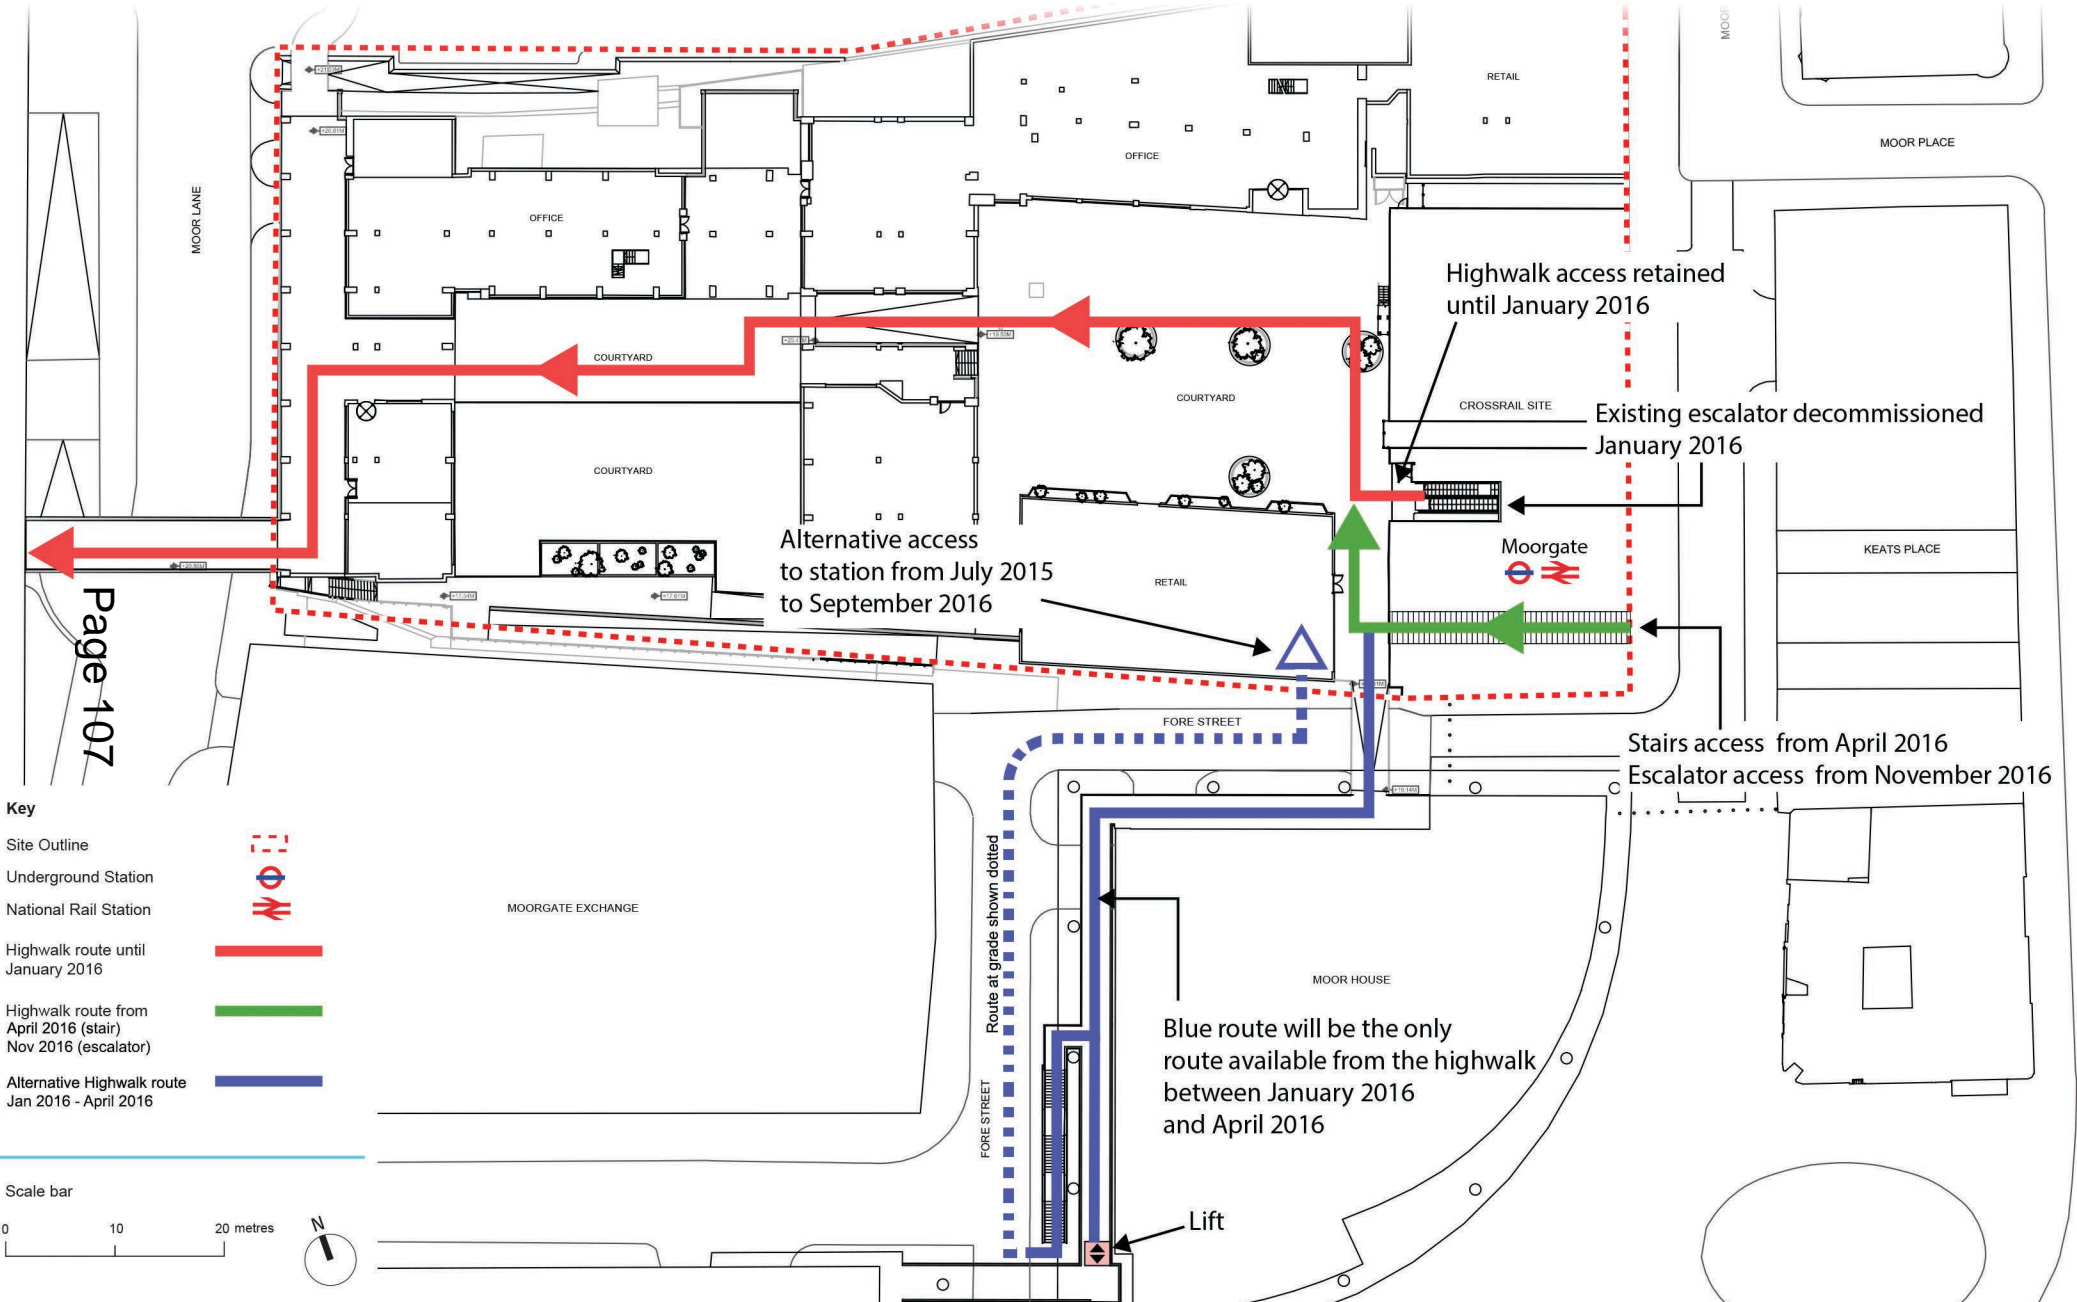 MOOR
RETAIL
MOOR PLACE
OFFICE
MOOR LANE
OFFICE
Highwalk access retained
until January 2016
COURTYARD
COURTYARD
CROSSRAIL SITE
Existing escalator decommissioned
January 2016
COURTYARD
Alternative access
to station from July 2015
to September 2016
RETAIL
Moorgate
KEATS PLACE
Page 107
FORE STREET
Stairs access from April 2016
Escalator access from November 2016
Key
Site Outline
Underground Station
National Rail Station
Highwalk route until
January 2016
Highwalk route from
April 2016 (stair)
Nov 2016 (escalator)
Alternative Highwalk route
Jan 2016 - April 2016
MOORGATE EXCHANGE
Route at grade shown dotted
FORE STREET
MOOR HOUSE
Blue route will be the only
route available from the highwalk
between January 2016
and April 2016
Lift
Scale bar
0 10 20 metres
N